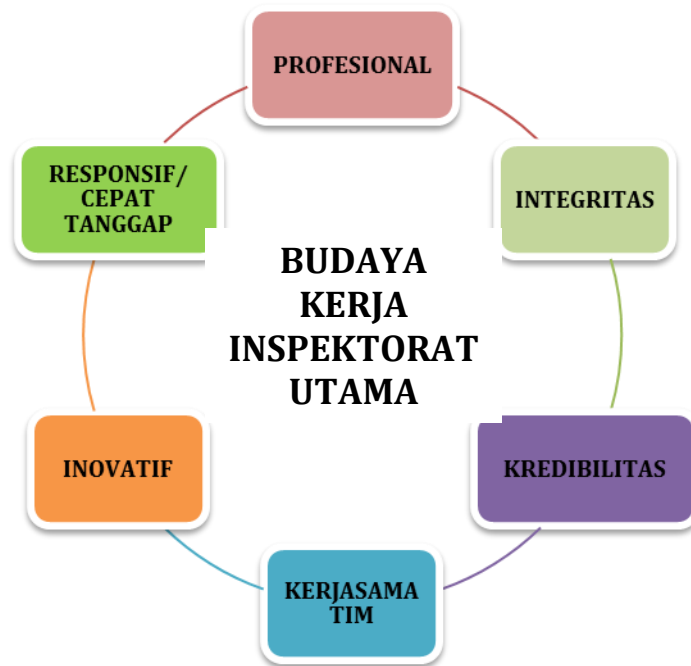 PROFESIONAL
RESPONSIF/
CEPAT
TANGGAP
INTEGRITAS
BUDAYA
KERJA
INSPEKTORAT
UTAMA
INOVATIF
KREDIBILITAS
KERJASAMA
TIM